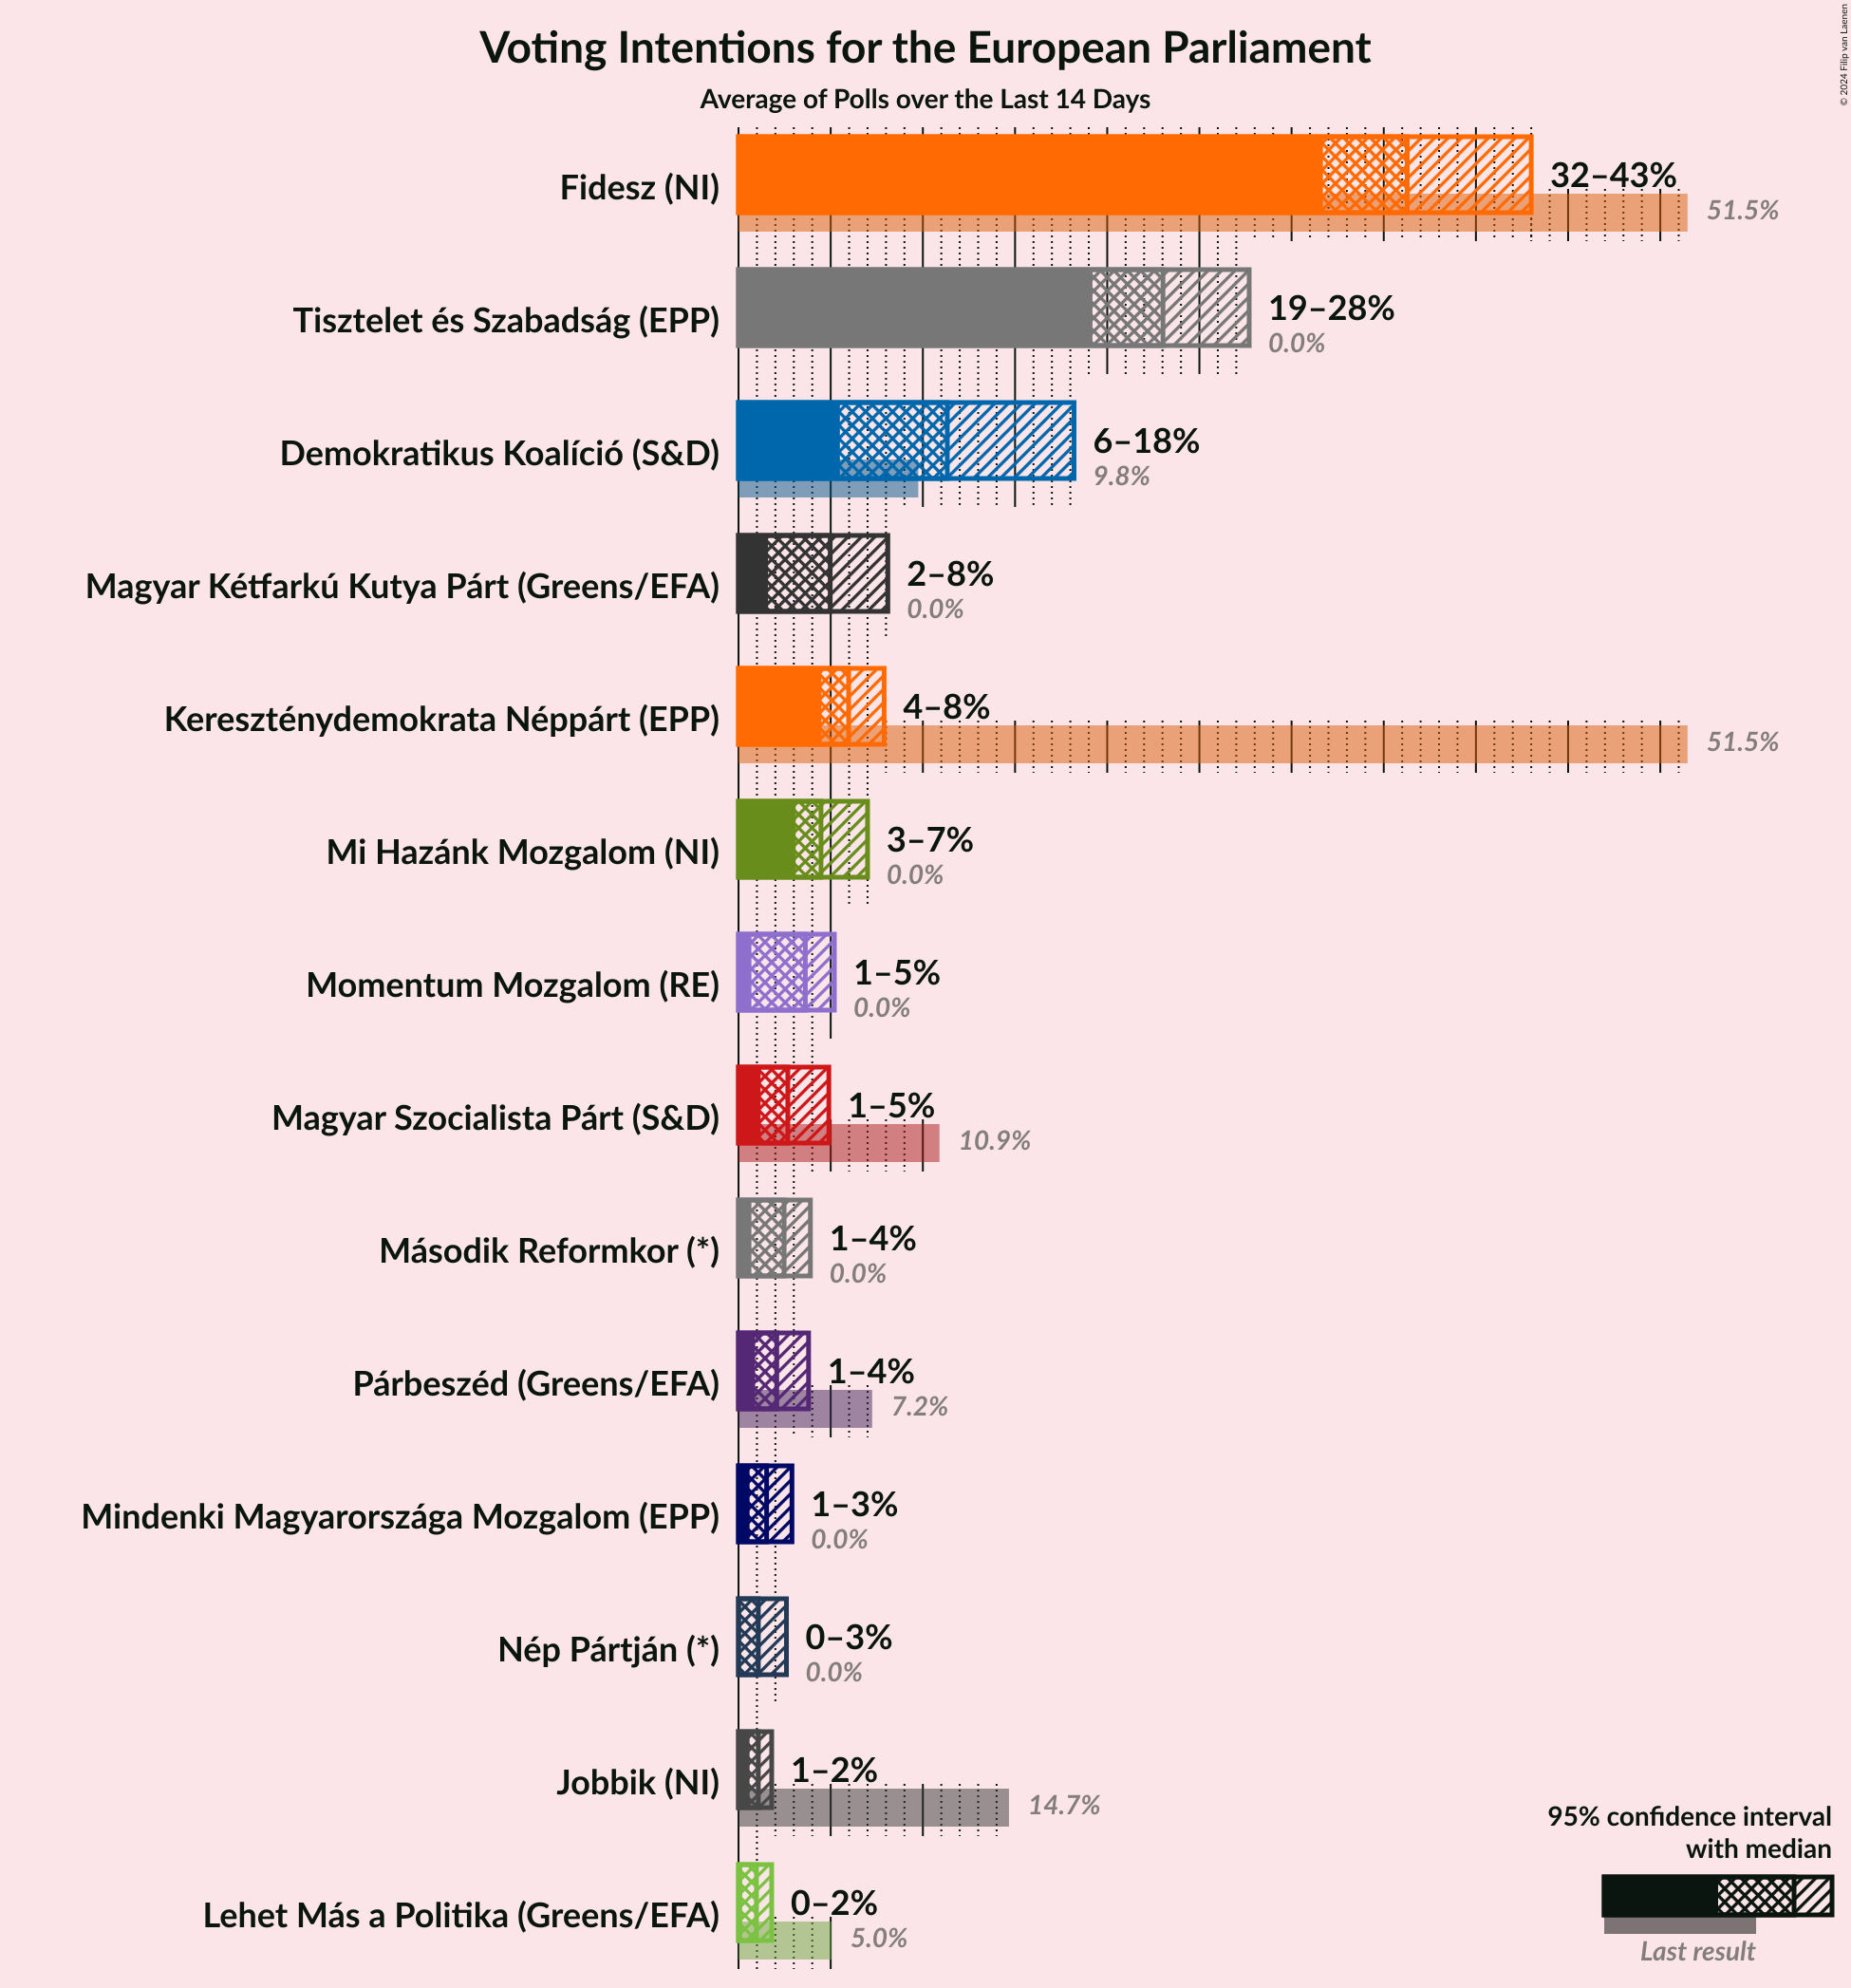 © 2024 Filip van Laenen
Voting Intentions for the European Parliament
Average of Polls over the Last 14 Days
Fidesz (NI)
32–43%
51.5%
Tisztelet és Szabadság (EPP)
19–28%
0.0%
Demokratikus Koalíció (S&D)
6–18%
9.8%
Magyar Kétfarkú Kutya Párt (Greens/EFA)
2–8%
0.0%
Kereszténydemokrata Néppárt (EPP)
4–8%
51.5%
Mi Hazánk Mozgalom (NI)
3–7%
0.0%
Momentum Mozgalom (RE)
1–5%
0.0%
Magyar Szocialista Párt (S&D)
1–5%
10.9%
Második Reformkor (*)
1–4%
0.0%
Párbeszéd (Greens/EFA)
1–4%
7.2%
Mindenki Magyarországa Mozgalom (EPP)
1–3%
0.0%
Nép Pártján (*)
0–3%
0.0%
Jobbik (NI)
1–2%
14.7%
Lehet Más a Politika (Greens/EFA)
0–2%
5.0%
95% confidence interval
with median
Last result